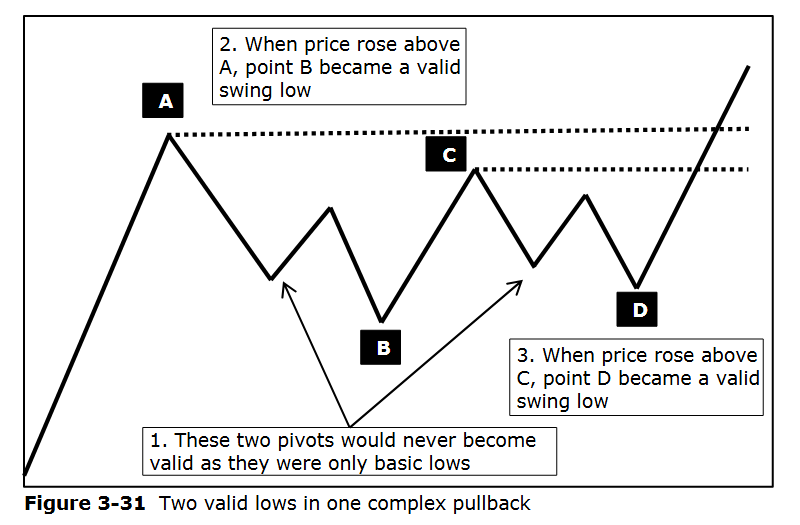 2. When price rose above
A, point B became a valid
swing low
A
C
B
D
3. When price rose above
C, point D became a valid
swing low
1. These two pivots would never become
valid as they were only basic lows
Figure 3-31 Two valid lows in one complex pullback